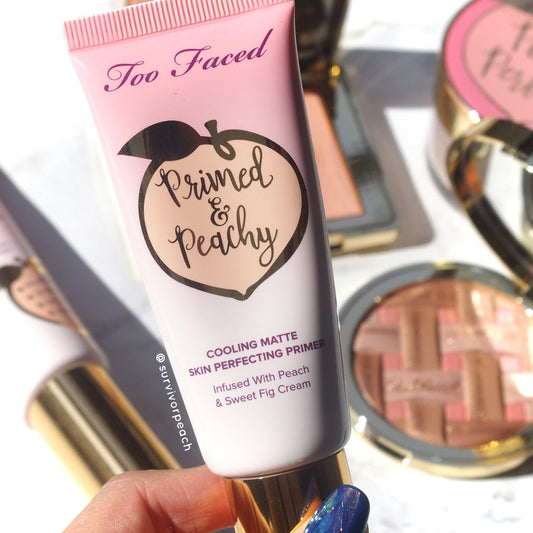 Too Faced
Primed
&
Peachy
COOLING MATTE
SKIN PERFECTING PRIMER
Infused With Peach
& Sweet Fig Cream
@survivorpeach